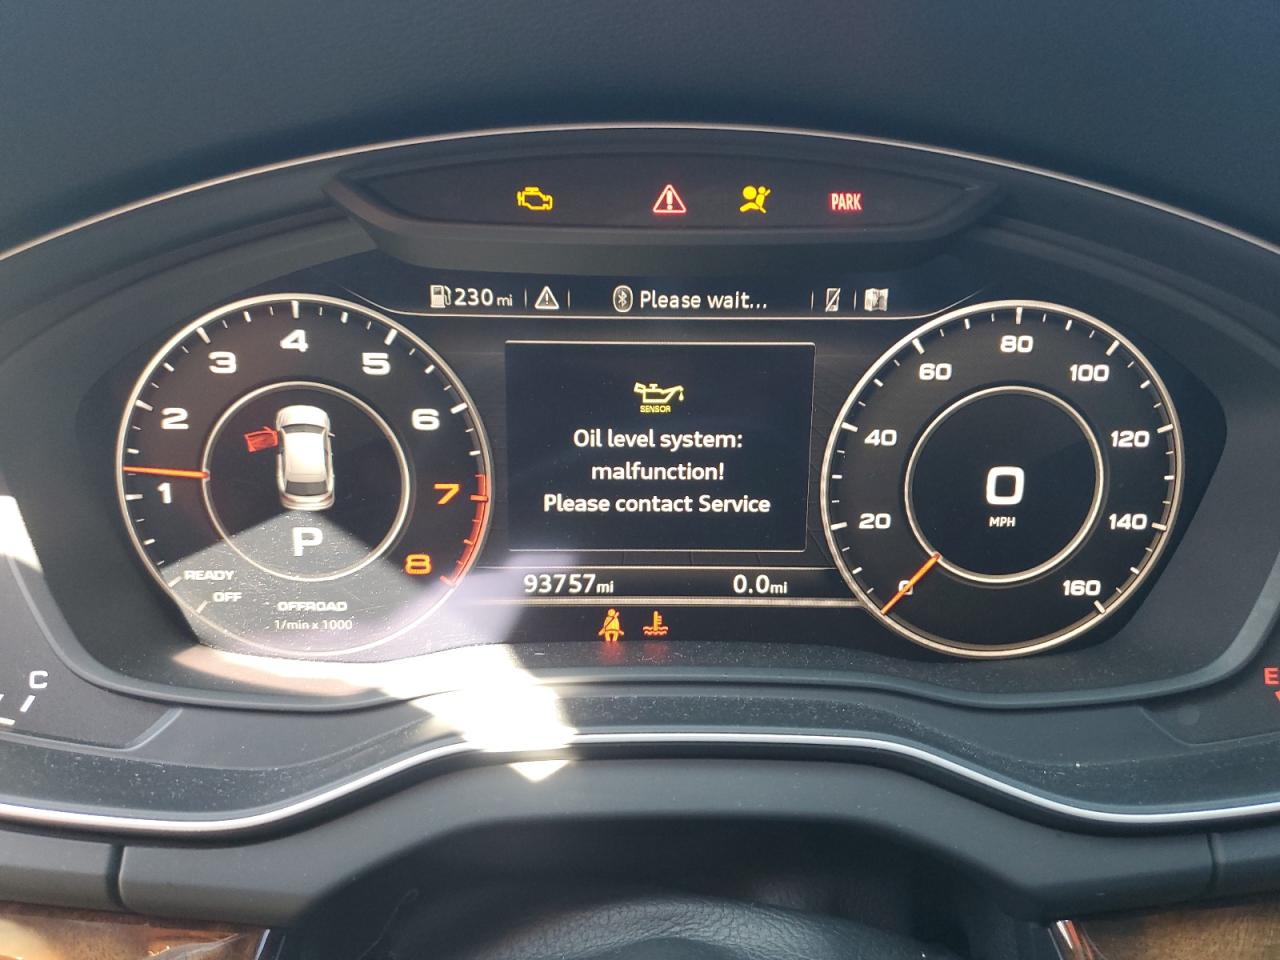 PARK
230 mi
Please wait...
SENSOR
Oil level system:
malfunction!
Please contact Service
93757mi
0.0mi
1
2
3
4
5
6
7
8
P
READY
OFF
OFFROAD
1/min x 1000
0
20
40
60
80
100
120
140
160
0
MPH
C
E